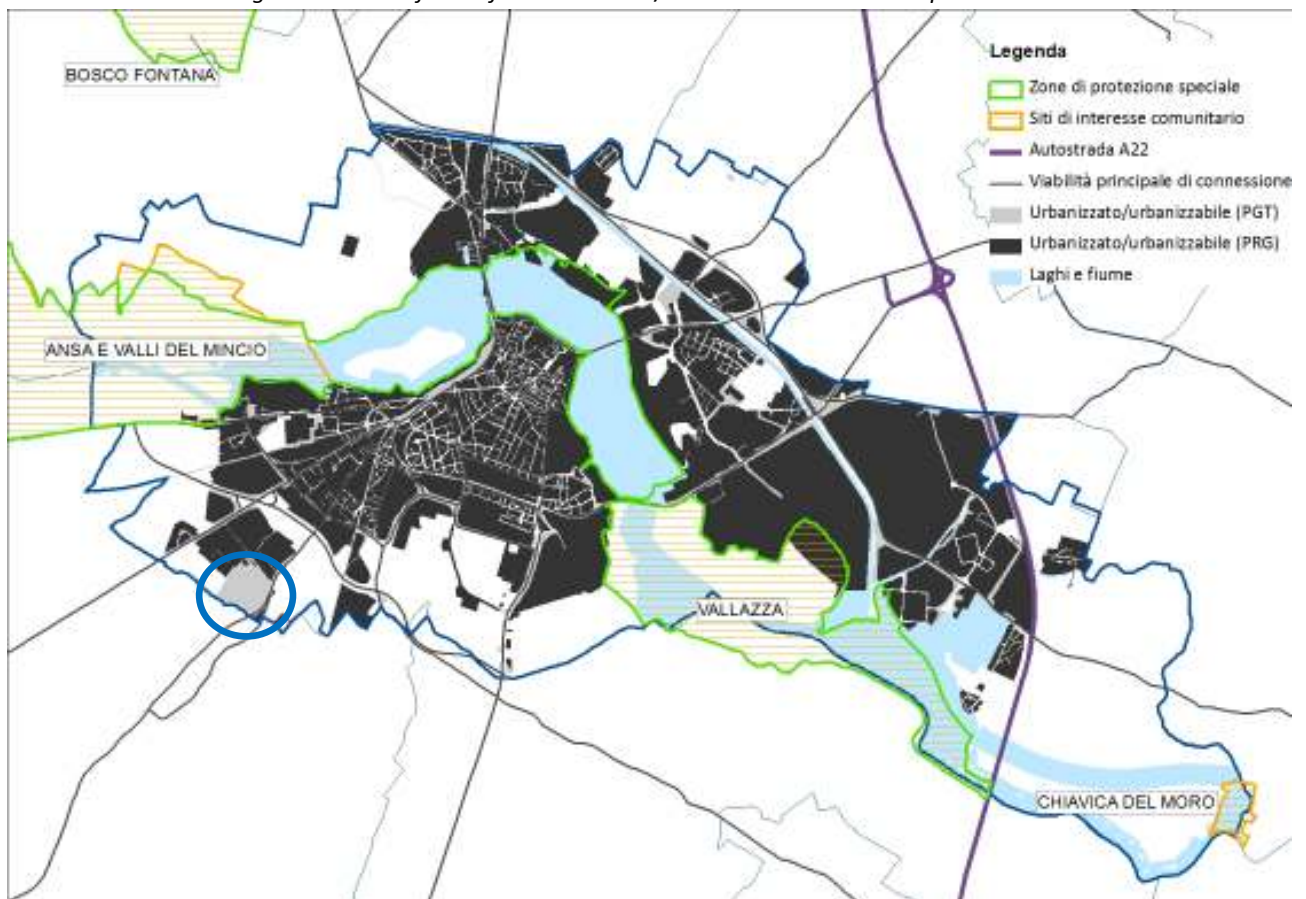 BOSCO FONTANA
Legenda
Zone di protezione speciale
Siti di interesse comunitario
Autostrada A22
Viabilità principale di connessione
Urbanizzato/urbanizzabile (PGT)
Urbanizzato/urbanizzabile (PRG)
Laghi e fiume
ANSA E VALLI DEL MINCIO
VALLAZZA
CHIAVICA DEL MORO